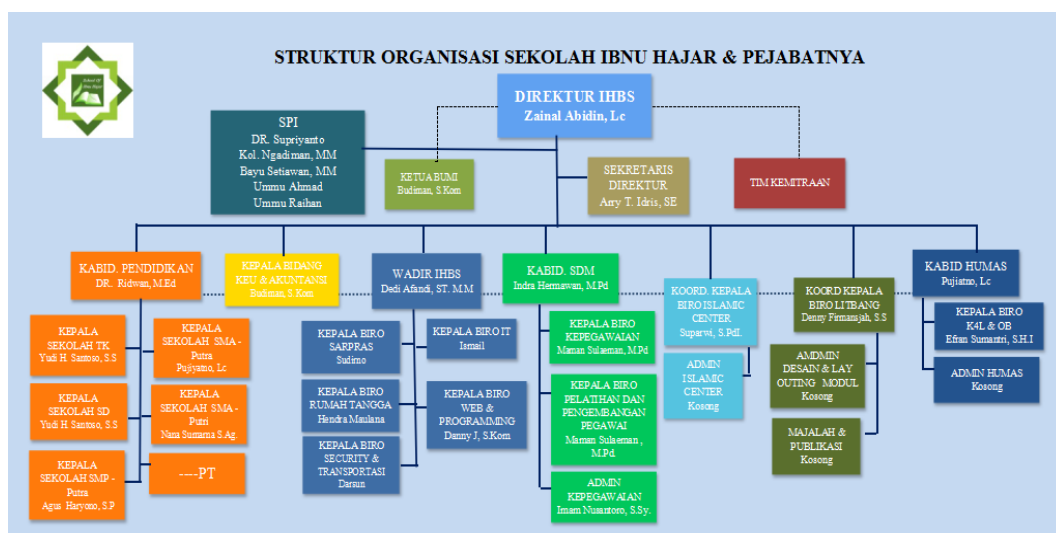 STRUKTUR ORGANISASI SEKOLAH IBNU HAJAR & PEJABATNYA
School Of
Ibnu Hajar
DIREKTUR IHBS
Zainal Abidin, Lc
SPI
DR. Supriyanto
Kol. Ngadiman, MM
Bayu Setiawan, MM
Ummu Ahmad
Ummu Raihan
KETUA BUMI
Budiman, S.Kom
SEKRETARIS
DIREKTUR
Arry T. Idris, SE
TIM KEMITRAAN
KABID. PENDIDIKAN
DR. Ridwan, M.Ed
KEPALA BIDANG
KEU & AKUNTANSI
Budiman, S Kom
WADIR IHBS
Dedi Afandi, ST. M.M
KABID. SDM
Indra Hermawan, M.Pd
KOORD. KEPALA
BIRO ISLAMIC
CENTER
Suparwi, S.PdI.
KOORD KEPALA
BIRO LITBANG
Denny Firmansjah, S.S
KABID HUMAS
Pujiatno, Lc
KEPALA
SEKOLAH TK
Yudi H. Santoso, S.S
KEPALA
SEKOLAH SMA -
Putra
Pujiyatno, Lc
KEPALA
SEKOLAH SD
Yudi H. Santoso, S.S
KEPALA
SEKOLAH SMA -
Putri
Nana Sumarna S.Ag.
KEPALA
SEKOLAH SMP -
Putra
Agus Haryono, S.P
----PT
KEPALA BIRO
SARPRAS
Sudirno
KEPALA BIRO IT
Ismail
KEPALA BIRO
RUMAH TANGGA
Hendra Maulana
KEPALA BIRO
WEB &
PROGRAMMING
Danny J, S.Kom
KEPALA BIRO
SECURITY &
TRANSPORTASI
Darsun
KEPALA BIRO
KEPEGAWAIAN
Maman Sulaeman, M.Pd
KEPALA BIRO
PELATIHAN DAN
PENGEMBANGAN
PEGAWAI
Maman Sulaeman ,
M.Pd.
ADMIN
KEPEGAWAIAN
Imam Nusantoro, S.Sy.
ADMIN
ISLAMIC
CENTER
Kosong
AMDMIN
DESAIN & LAY
OUTING MODUL
Kosong
MAJALAH &
PUBLIKASI
Kosong
KEPALA BIRO
K4L & OB
Efran Sumantri, S.H.I
ADMIN HUMAS
Kosong